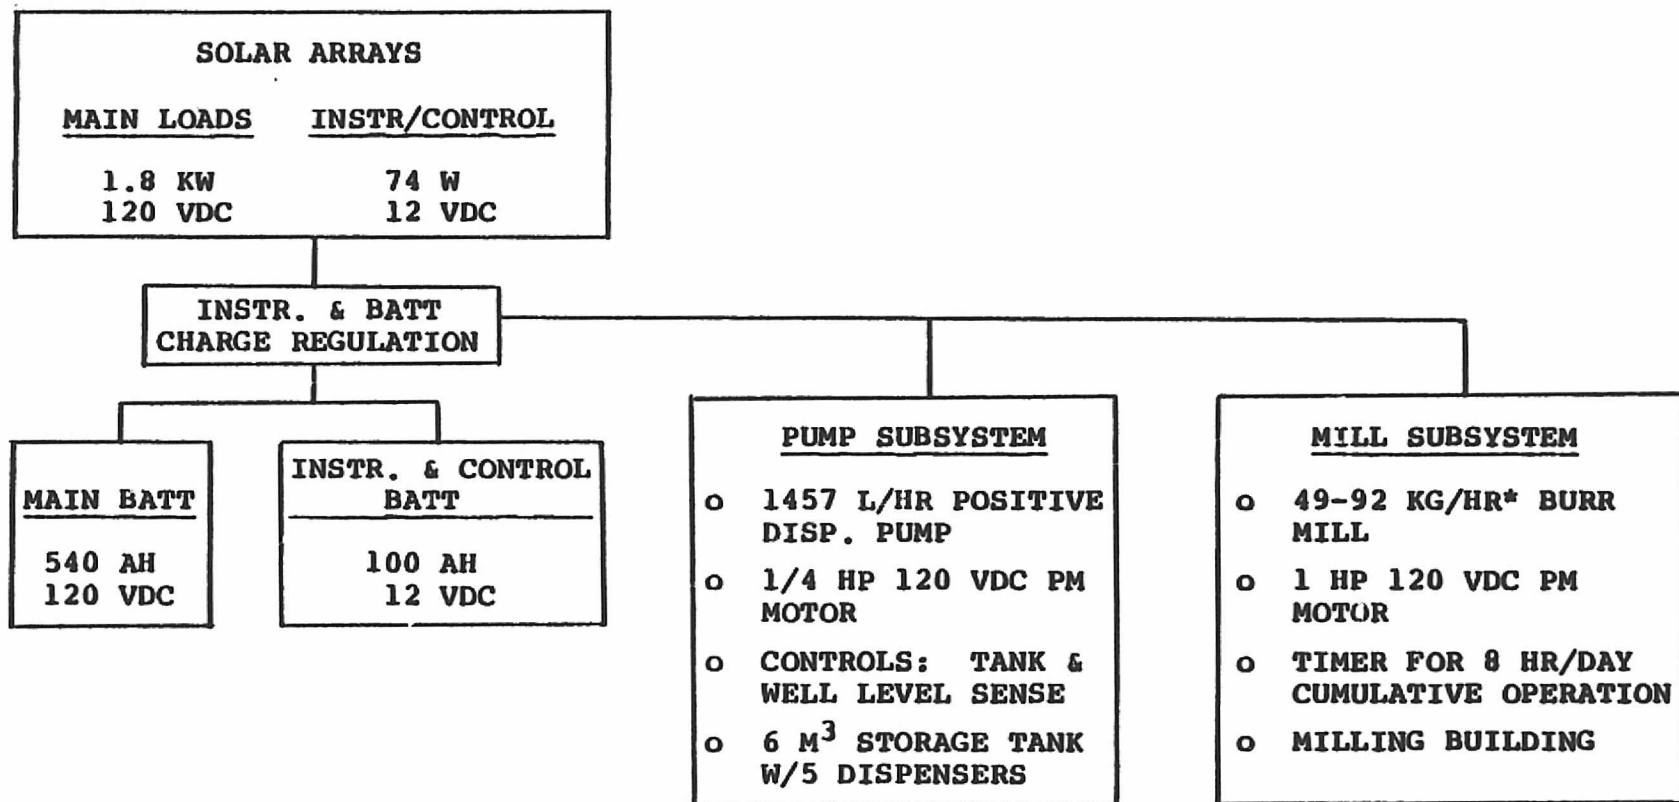 SOLAR ARRAYS
MAIN LOADS INSTR/CONTROL
1.8 KW 74 W
120 VDC 12 VDC
INSTR. & BATT
CHARGE REGULATION
MAIN BATT
540 AH
120 VDC
INSTR. & CONTROL
BATT
100 AH
12 VDC
PUMP SUBSYSTEM
o 1457 L/HR POSITIVE
DISP. PUMP
o 1/4 HP 120 VDC PM
MOTOR
o CONTROLS: TANK &
WELL LEVEL SENSE
o 6 M³ STORAGE TANK
W/5 DISPENSERS
MILL SUBSYSTEM
o 49-92 KG/HR* BURR
MILL
o 1 HP 120 VDC PM
MOTOR
o TIMER FOR 8 HR/DAY
CUMULATIVE OPERATION
o MILLING BUILDING